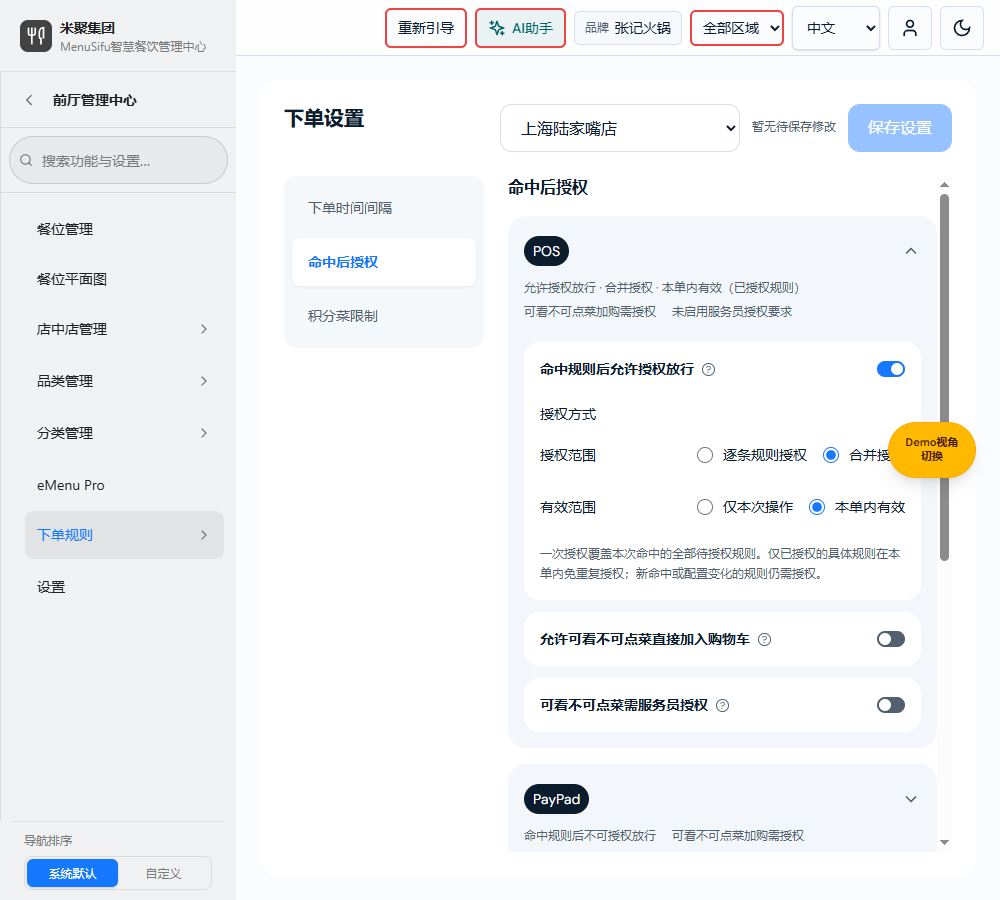 米聚集团
MenuSifu智慧餐饮管理中心
重新引导
AI助手
品牌 张记火锅
全部区域
中文
前厅管理中心
搜索功能与设置...
餐位管理
餐位平面图
店中店管理
品类管理
分类管理
eMenu Pro
下单规则
设置
导航排序
系统默认
自定义
下单设置
上海陆家嘴店
暂无待保存修改
保存设置
下单时间间隔
命中后授权
积分菜限制
命中后授权
POS
允许授权放行 · 合并授权 · 本单内有效（已授权规则）
可看不可点菜加购需授权 未启用服务员授权要求
命中规则后允许授权放行
授权方式
授权范围
逐条规则授权
合并授
Demo视角
切换
有效范围
仅本次操作
本单内有效
一次授权覆盖本次命中的全部待授权规则。仅已授权的具体规则在本
单内免重复授权；新命中或配置变化的规则仍需授权。
允许可看不可点菜直接加入购物车
可看不可点菜需服务员授权
PayPad
命中规则后不可授权放行 可看不可点菜加购需授权